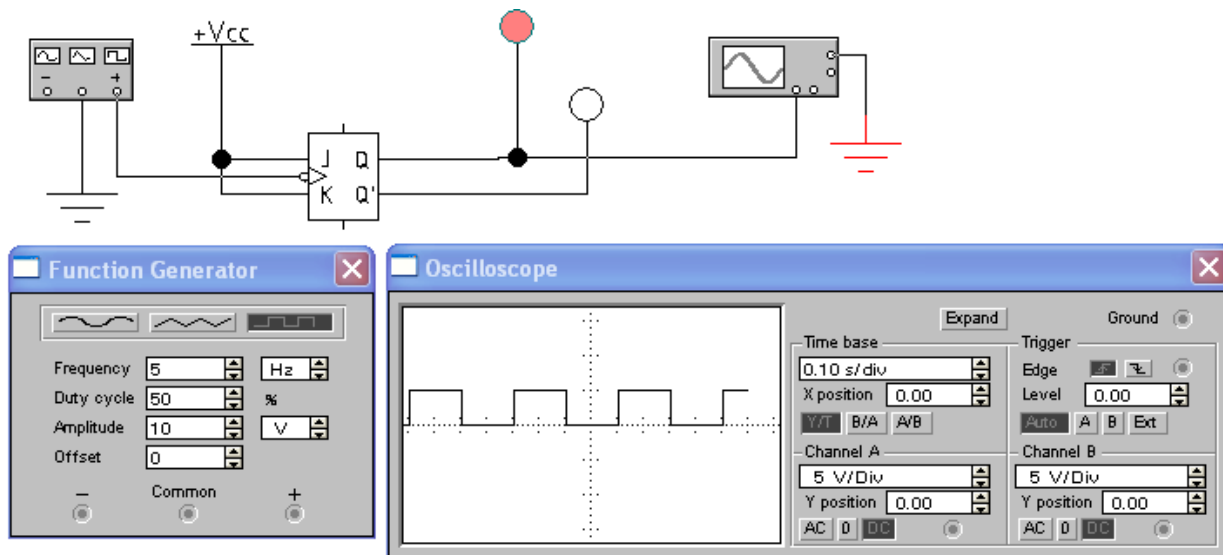 +Vcc
− +
J Q
K Q'
Function Generator
Frequency 5 Hz
Duty cycle 50 %
Amplitude 10 V
Offset 0
− Common +
Oscilloscope
Expand Ground
Time base
0.10 s/div
X position 0.00
Y/T B/A A/B
Trigger
Edge
Level 0.00
Auto A B Ext
Channel A
5 V/Div
Y position 0.00
AC 0 DC
Channel B
5 V/Div
Y position 0.00
AC 0 DC